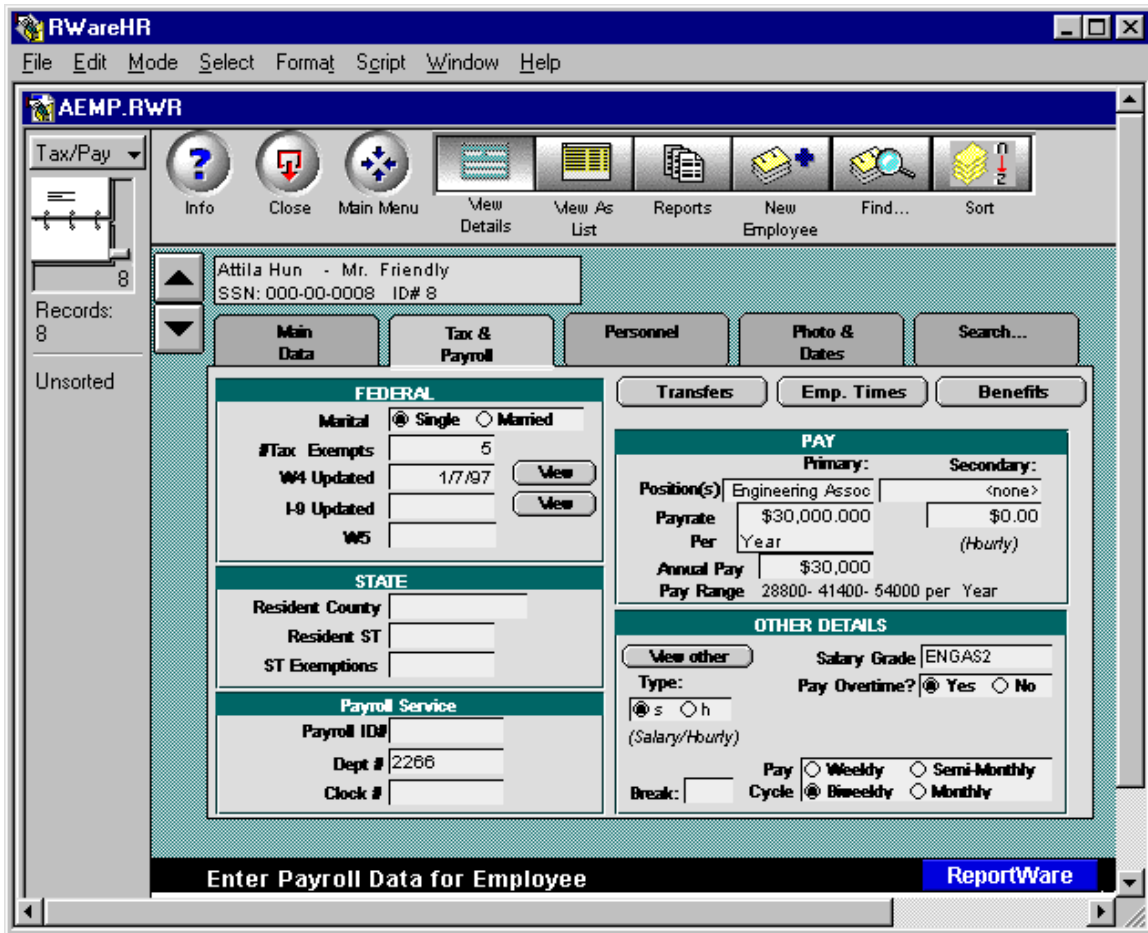 RWareHR
File Edit Mode Select Format Script Window Help
AEMP.RWR
Tax/Pay
8
Records:
8
Unsorted
Info
Close
Main Menu
View
Details
View As
List
Reports
New
Employee
Find...
Sort
Attila Hun - Mr. Friendly
SSN: 000-00-0008 ID# 8
Main
Data
Tax &
Payroll
Personnel
Photo &
Dates
Search...
FEDERAL
Marital Single Married
#Tax Exempts 5
W4 Updated 1/7/97 View
I-9 Updated View
W5
STATE
Resident County
Resident ST
ST Exemptions
Payroll Service
Payroll ID#
Dept # 2266
Clock #
Transfers Emp. Times Benefits
PAY
Primary: Secondary:
Position(s) Engineering Assoc <none>
Payrate $30,000.000 $0.00
Per Year (Hourly)
Annual Pay $30,000
Pay Range 28800- 41400- 54000 per Year
OTHER DETAILS
View other Salary Grade ENGAS2
Type: Pay Overtime? Yes No
s h
(Salary/Hourly)
Pay Weekly Semi-Monthly
Break: Cycle Biweekly Monthly
Enter Payroll Data for Employee
ReportWare